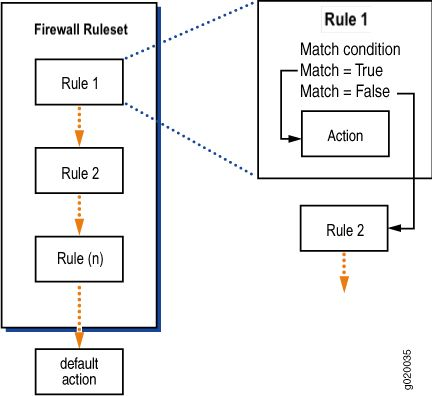 Firewall Ruleset
Rule 1
Rule 2
Rule (n)
default
action
Rule 1
Match condition
Match = True
Match = False
Action
Rule 2
g020035